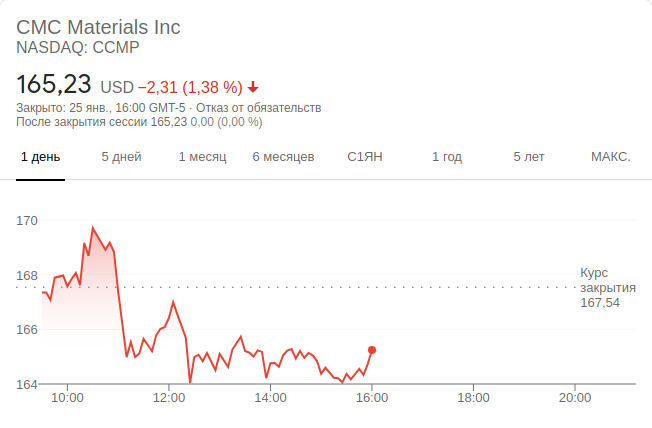 CMC Materials Inc
NASDAQ: CCMP
165,23 USD −2,31 (1,38 %)
Закрыто: 25 янв., 16:00 GMT-5 · Отказ от обязательств
После закрытия сессии 165,23 0,00 (0,00 %)
1 день 5 дней 1 месяц 6 месяцев С1ЯН 1 год 5 лет МАКС.
170
168
166
164
Курс
закрытия
167,54
10:00 12:00 14:00 16:00 18:00 20:00